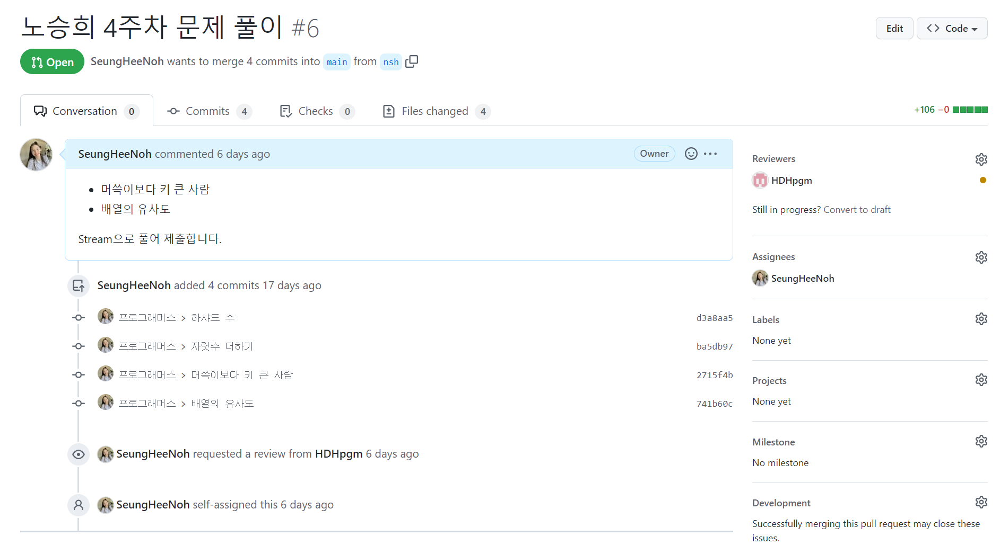 노승희 4주차 문제 풀이 #6
Edit
Code
Open
SeungHeeNoh wants to merge 4 commits into main from nsh
Conversation 0
Commits 4
Checks 0
Files changed 4
+106 −0
SeungHeeNoh commented 6 days ago
Owner
머쓱이보다 키 큰 사람
배열의 유사도
Stream으로 풀어 제출합니다.
SeungHeeNoh added 4 commits 17 days ago
프로그래머스 > 하샤드 수 d3a8aa5
프로그래머스 > 자릿수 더하기 ba5db97
프로그래머스 > 머쓱이보다 키 큰 사람 2715f4b
프로그래머스 > 배열의 유사도 741b60c
SeungHeeNoh requested a review from HDHpgm 6 days ago
SeungHeeNoh self-assigned this 6 days ago
Reviewers
HDHpgm
Still in progress? Convert to draft
Assignees
SeungHeeNoh
Labels
None yet
Projects
None yet
Milestone
No milestone
Development
Successfully merging this pull request may close these
issues.